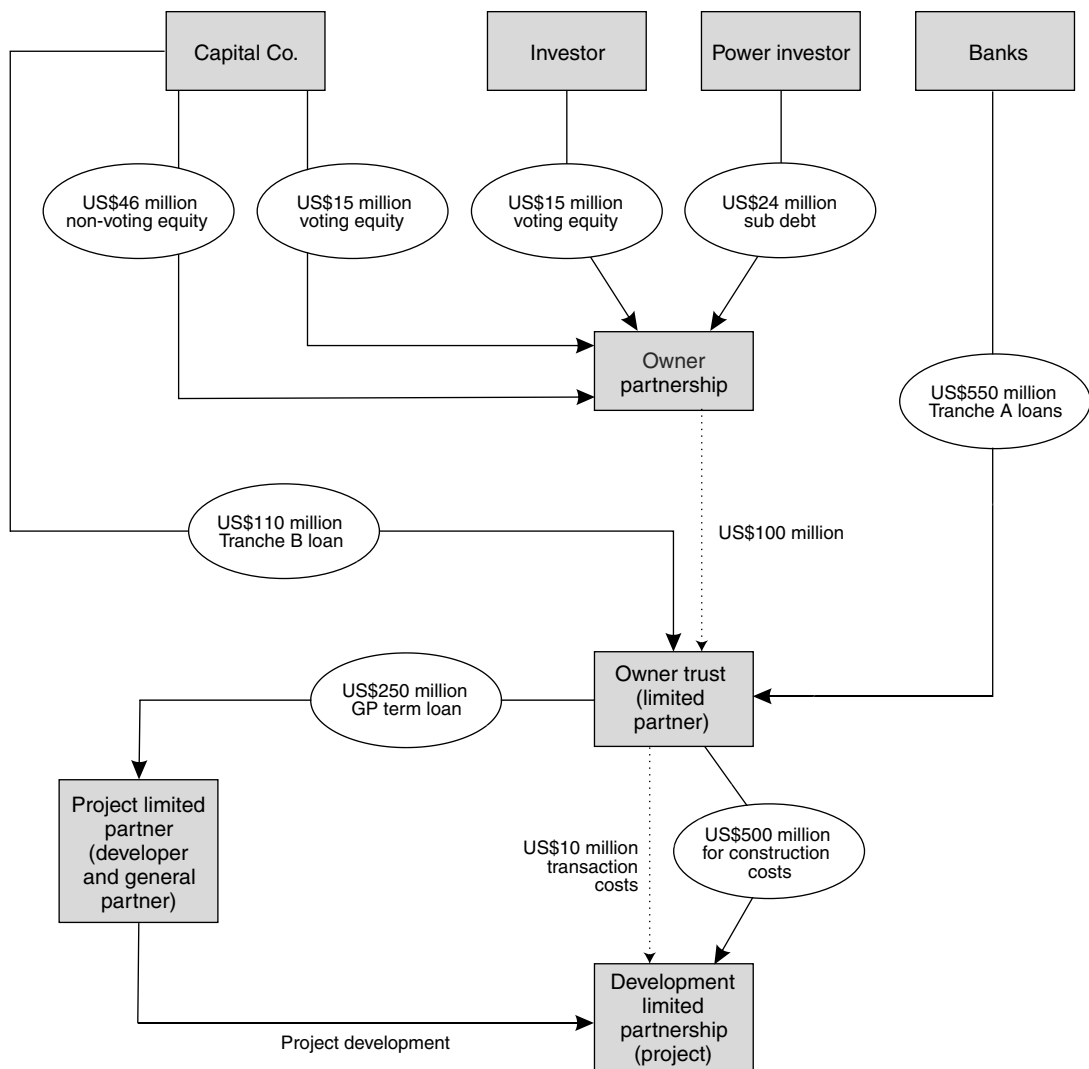 Capital Co.
Investor
Power investor
Banks
US$46 million
non-voting equity
US$15 million
voting equity
US$15 million
voting equity
US$24 million
sub debt
Owner
partnership
US$550 million
Tranche A loans
US$110 million
Tranche B loan
US$100 million
Owner trust
(limited
partner)
US$250 million
GP term loan
Project limited
partner
(developer
and general
partner)
US$10 million
transaction
costs
US$500 million
for construction
costs
Development
limited
partnership
(project)
Project development